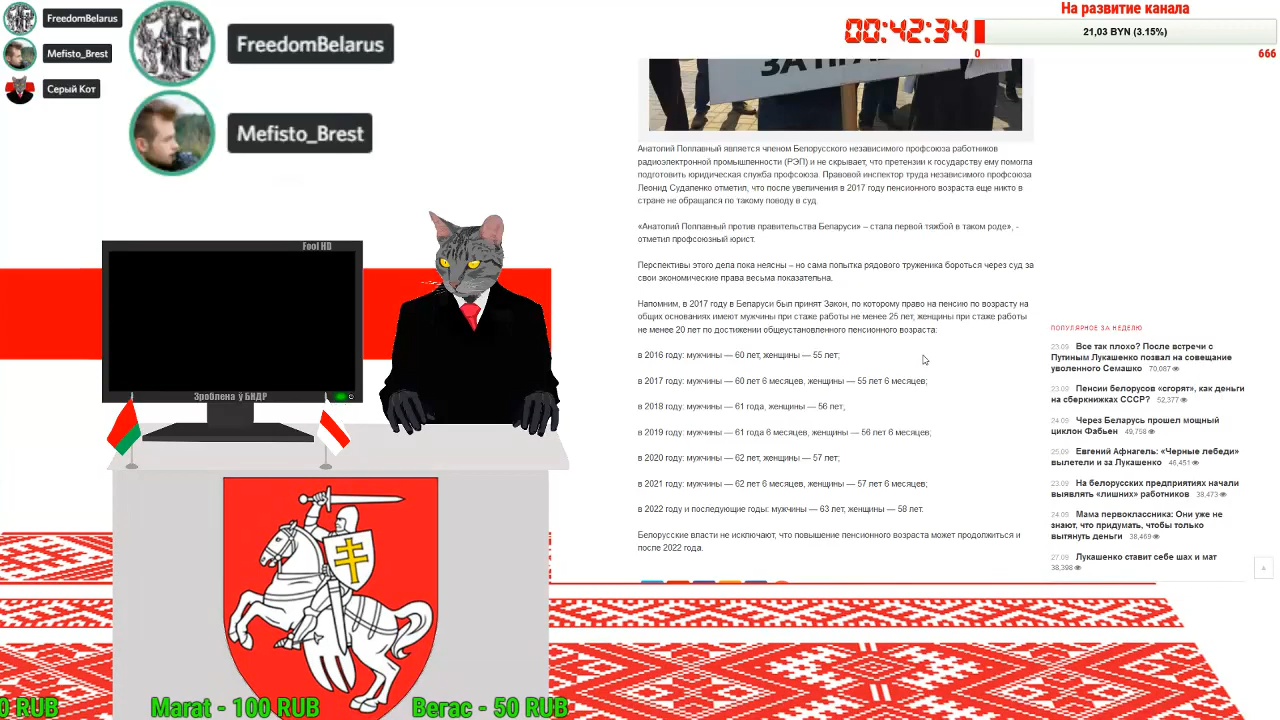 FreedomBelarus
Mefisto_Brest
Серый Кот
FreedomBelarus
Mefisto_Brest
00:42:34
На развитие канала
21,03 BYN (3.15%)
0
666
Анатолий Поплавный является членом Белорусского независимого профсоюза работников
радиоэлектронной промышленности (РЭП) и не скрывает, что претензии к государству ему помогла
подготовить юридическая служба профсоюза. Правовой инспектор труда независимого профсоюза
Леонид Судаленко отметил, что после увеличения в 2017 году пенсионного возраста еще никто в
стране не обращался по такому поводу в суд.
«Анатолий Поплавный против правительства Беларуси» – стала первой тяжбой в таком роде», -
отметил профсоюзный юрист.
Перспективы этого дела пока неясны – но сама попытка рядового труженика бороться через суд за
свои экономические права весьма показательна.
Напомним, в 2017 году в Беларуси был принят Закон, по которому право на пенсию по возрасту на
общих основаниях имеют мужчины при стаже работы не менее 25 лет, женщины при стаже работы
не менее 20 лет по достижении общеустановленного пенсионного возраста:
в 2016 году: мужчины — 60 лет, женщины — 55 лет;
в 2017 году: мужчины — 60 лет 6 месяцев, женщины — 55 лет 6 месяцев;
в 2018 году: мужчины — 61 года, женщины — 56 лет;
в 2019 году: мужчины — 61 года 6 месяцев, женщины — 56 лет 6 месяцев;
в 2020 году: мужчины — 62 лет, женщины — 57 лет;
в 2021 году: мужчины — 62 лет 6 месяцев, женщины — 57 лет 6 месяцев;
в 2022 году и последующие годы: мужчины — 63 лет, женщины — 58 лет.
Белорусские власти не исключают, что повышение пенсионного возраста может продолжиться и
после 2022 года.
ПОПУЛЯРНОЕ ЗА НЕДЕЛЮ
23.09 Все так плохо? После встречи с
Путиным Лукашенко позвал на совещание
уволенного Семашко 70,087
23.09 Пенсии белорусов «сгорят», как деньги
на сберкнижках СССР? 52,377
24.09 Через Беларусь прошел мощный
циклон Фабьен 49,758
25.09 Евгений Афнагель: «Черные лебеди»
вылетели и за Лукашенко 46,451
23.09 На белорусских предприятиях начали
выявлять «лишних» работников 38,473
24.05 Мама первоклассника: Они уже не
знают, что придумать, чтобы только
вытянуть деньги 38,469
27.09 Лукашенко ставит себе шах и мат
38,398
Fool HD
Зроблена ў БНДР
0 RUB
Marat - 100 RUB
Вегас - 50 RUB